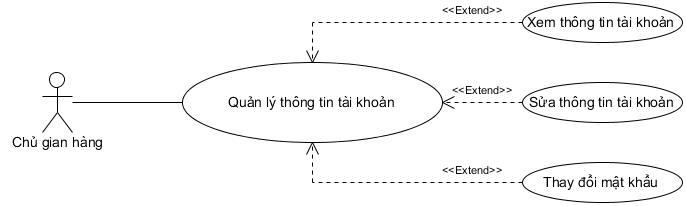 <<Extend>>
Xem thông tin tài khoản
Quản lý thông tin tài khoản
<<Extend>>
Sửa thông tin tài khoản
Chủ gian hàng
<<Extend>>
Thay đổi mật khẩu